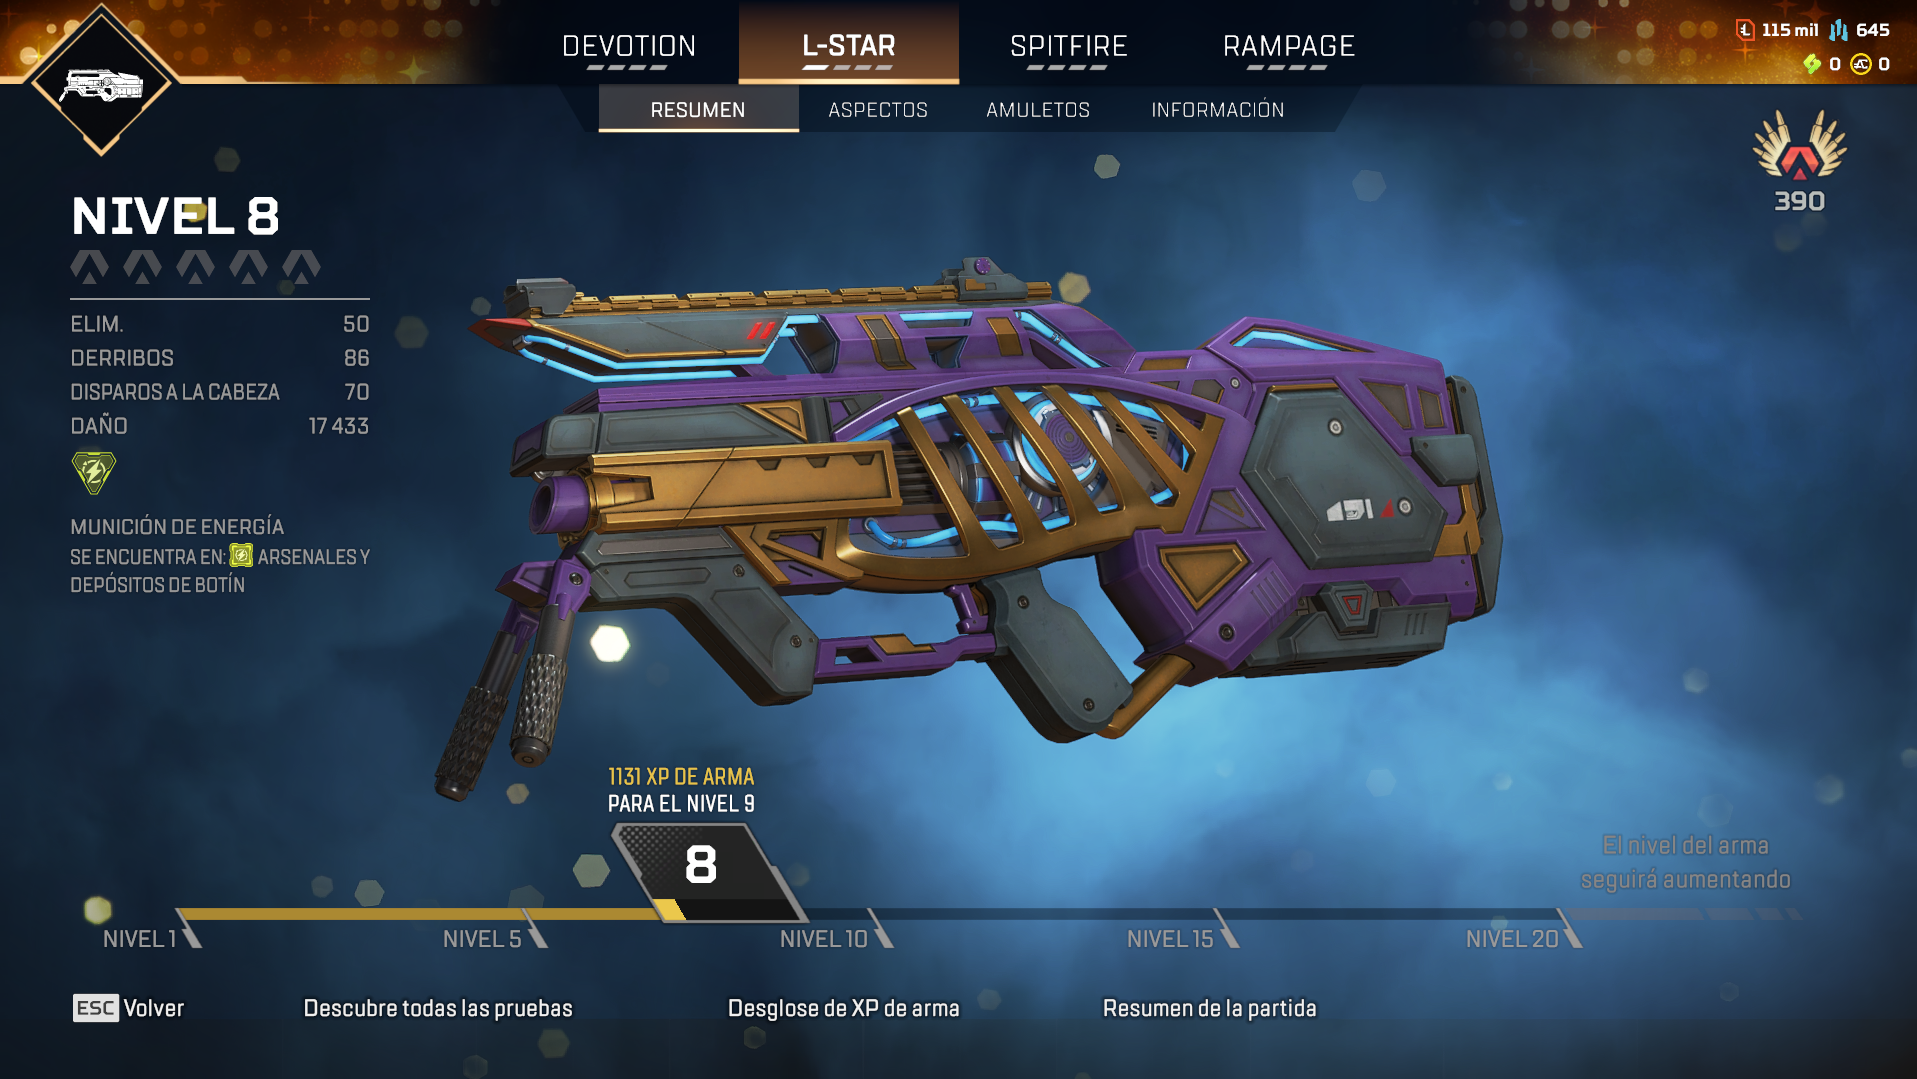 DEVOTION
L-STAR
SPITFIRE
RAMPAGE
115 mil 645
0 0
RESUMEN
ASPECTOS
AMULETOS
INFORMACIÓN
390
NIVEL 8
ELIM. 50
DERRIBOS 86
DISPAROS A LA CABEZA 70
DAÑO 17 433
MUNICIÓN DE ENERGÍA
SE ENCUENTRA EN: ARSENALES Y
DEPÓSITOS DE BOTÍN
1131 XP DE ARMA
PARA EL NIVEL 9
8
El nivel del arma
seguirá aumentando
NIVEL 1
NIVEL 5
NIVEL 10
NIVEL 15
NIVEL 20
ESC Volver
Descubre todas las pruebas
Desglose de XP de arma
Resumen de la partida